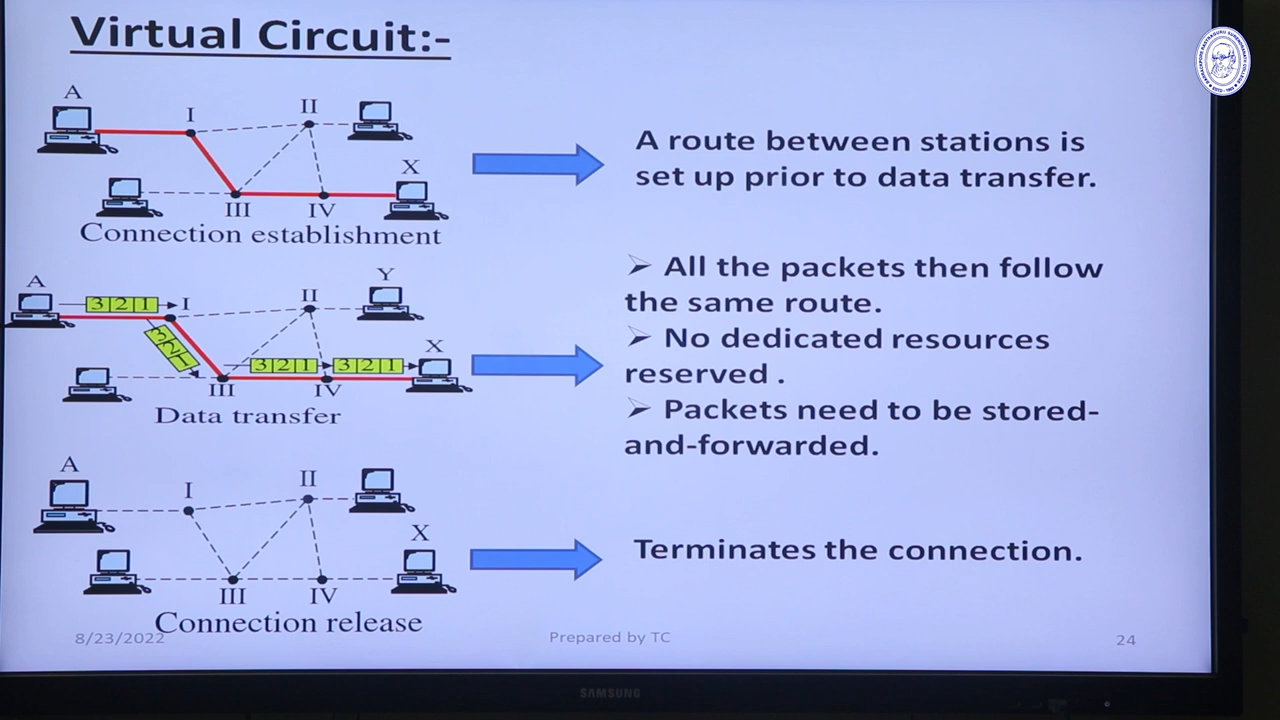 Virtual Circuit:-
A
I
II
X
III
IV
Connection establishment
A route between stations is
set up prior to data transfer.
A
3 2 1
I
II
Y
3 2 1
3 2 1
3 2 1
X
III
IV
Data transfer
➢ All the packets then follow
the same route.
➢ No dedicated resources
reserved .
➢ Packets need to be stored-
and-forwarded.
A
I
II
X
III
IV
Connection release
Terminates the connection.
8/23/2022
Prepared by TC
24
SAMSUNG